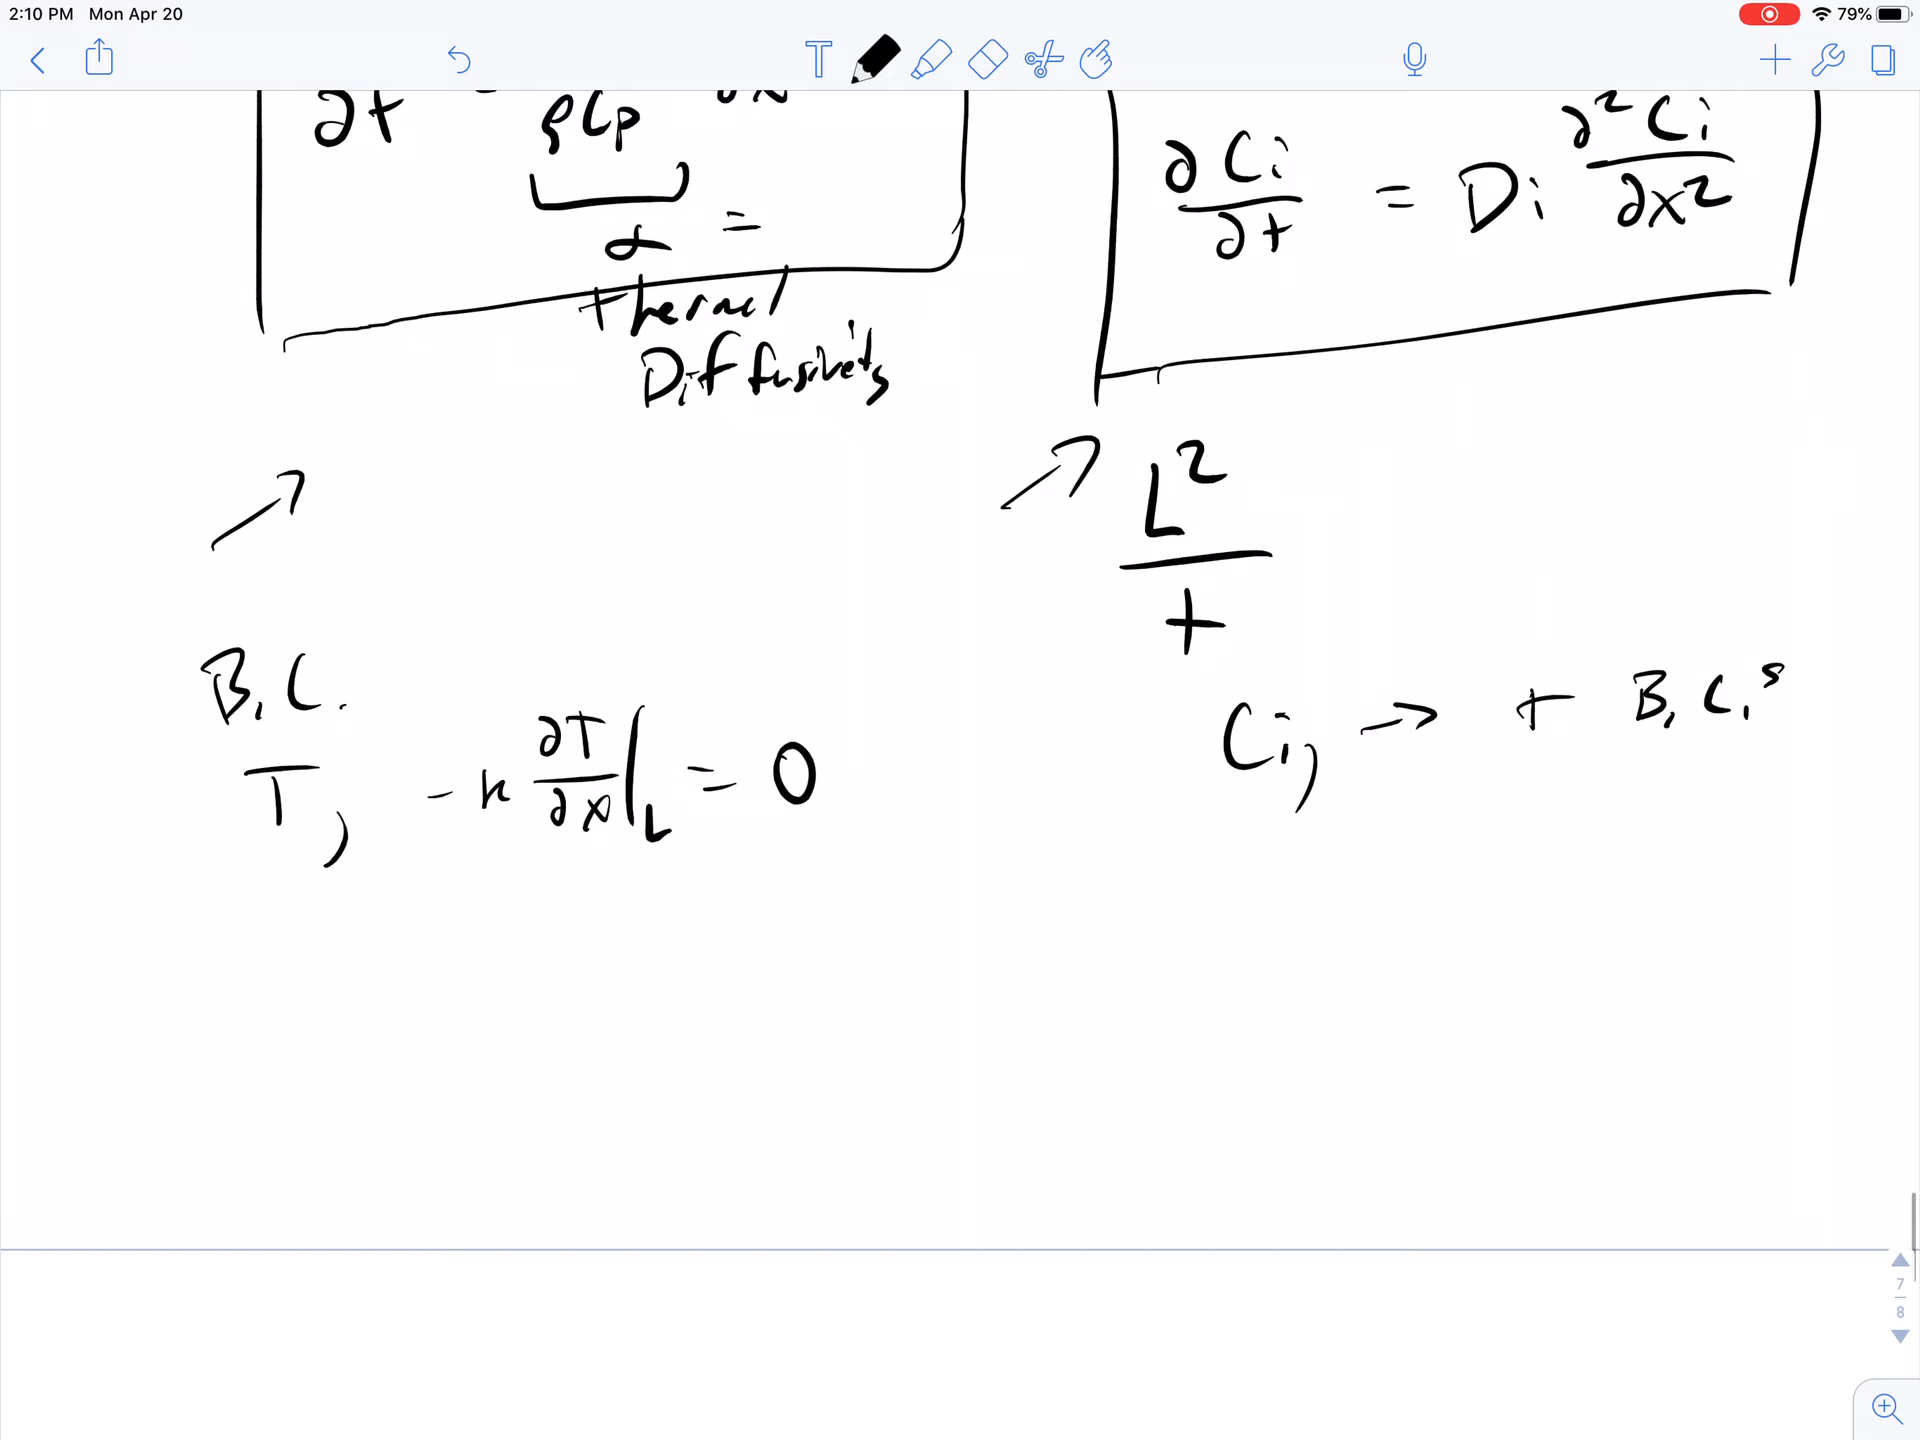 2:10 PM Mon Apr 20
79%
T
∂t ρCp ∂x
α =
thermal
Diffusivity
∂Ci/∂t = Di ∂²Ci/∂x²
L²/t
B.C.
T, -k ∂T/∂x|L = 0
Ci, → + B.C.s
7
8